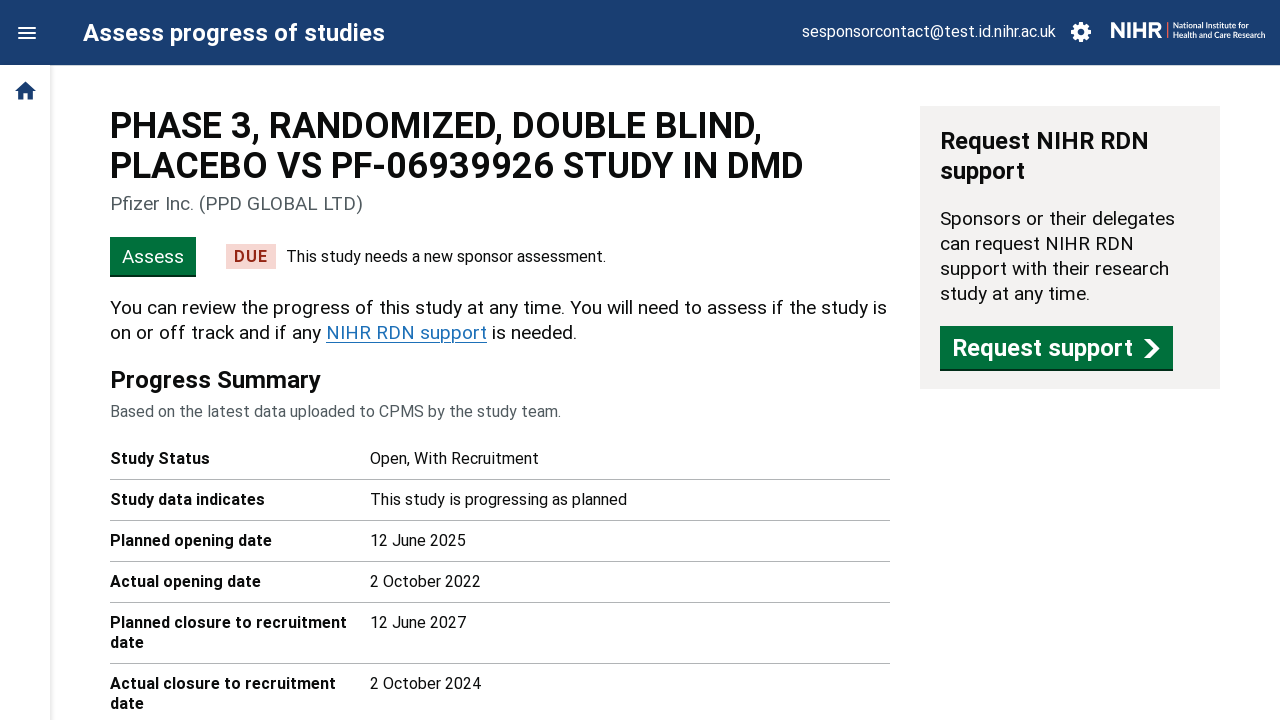 Assess progress of studies
sesponsorcontact@test.id.nihr.ac.uk
NIHR | National Institute for
Health and Care Research
PHASE 3, RANDOMIZED, DOUBLE BLIND,
PLACEBO VS PF-06939926 STUDY IN DMD
Pfizer Inc. (PPD GLOBAL LTD)
Assess
DUE This study needs a new sponsor assessment.
You can review the progress of this study at any time. You will need to assess if the study is
on or off track and if any NIHR RDN support is needed.
Progress Summary
Based on the latest data uploaded to CPMS by the study team.
Study Status Open, With Recruitment
Study data indicates This study is progressing as planned
Planned opening date 12 June 2025
Actual opening date 2 October 2022
Planned closure to recruitment
date
12 June 2027
Actual closure to recruitment
date
2 October 2024
Request NIHR RDN
support
Sponsors or their delegates
can request NIHR RDN
support with their research
study at any time.
Request support